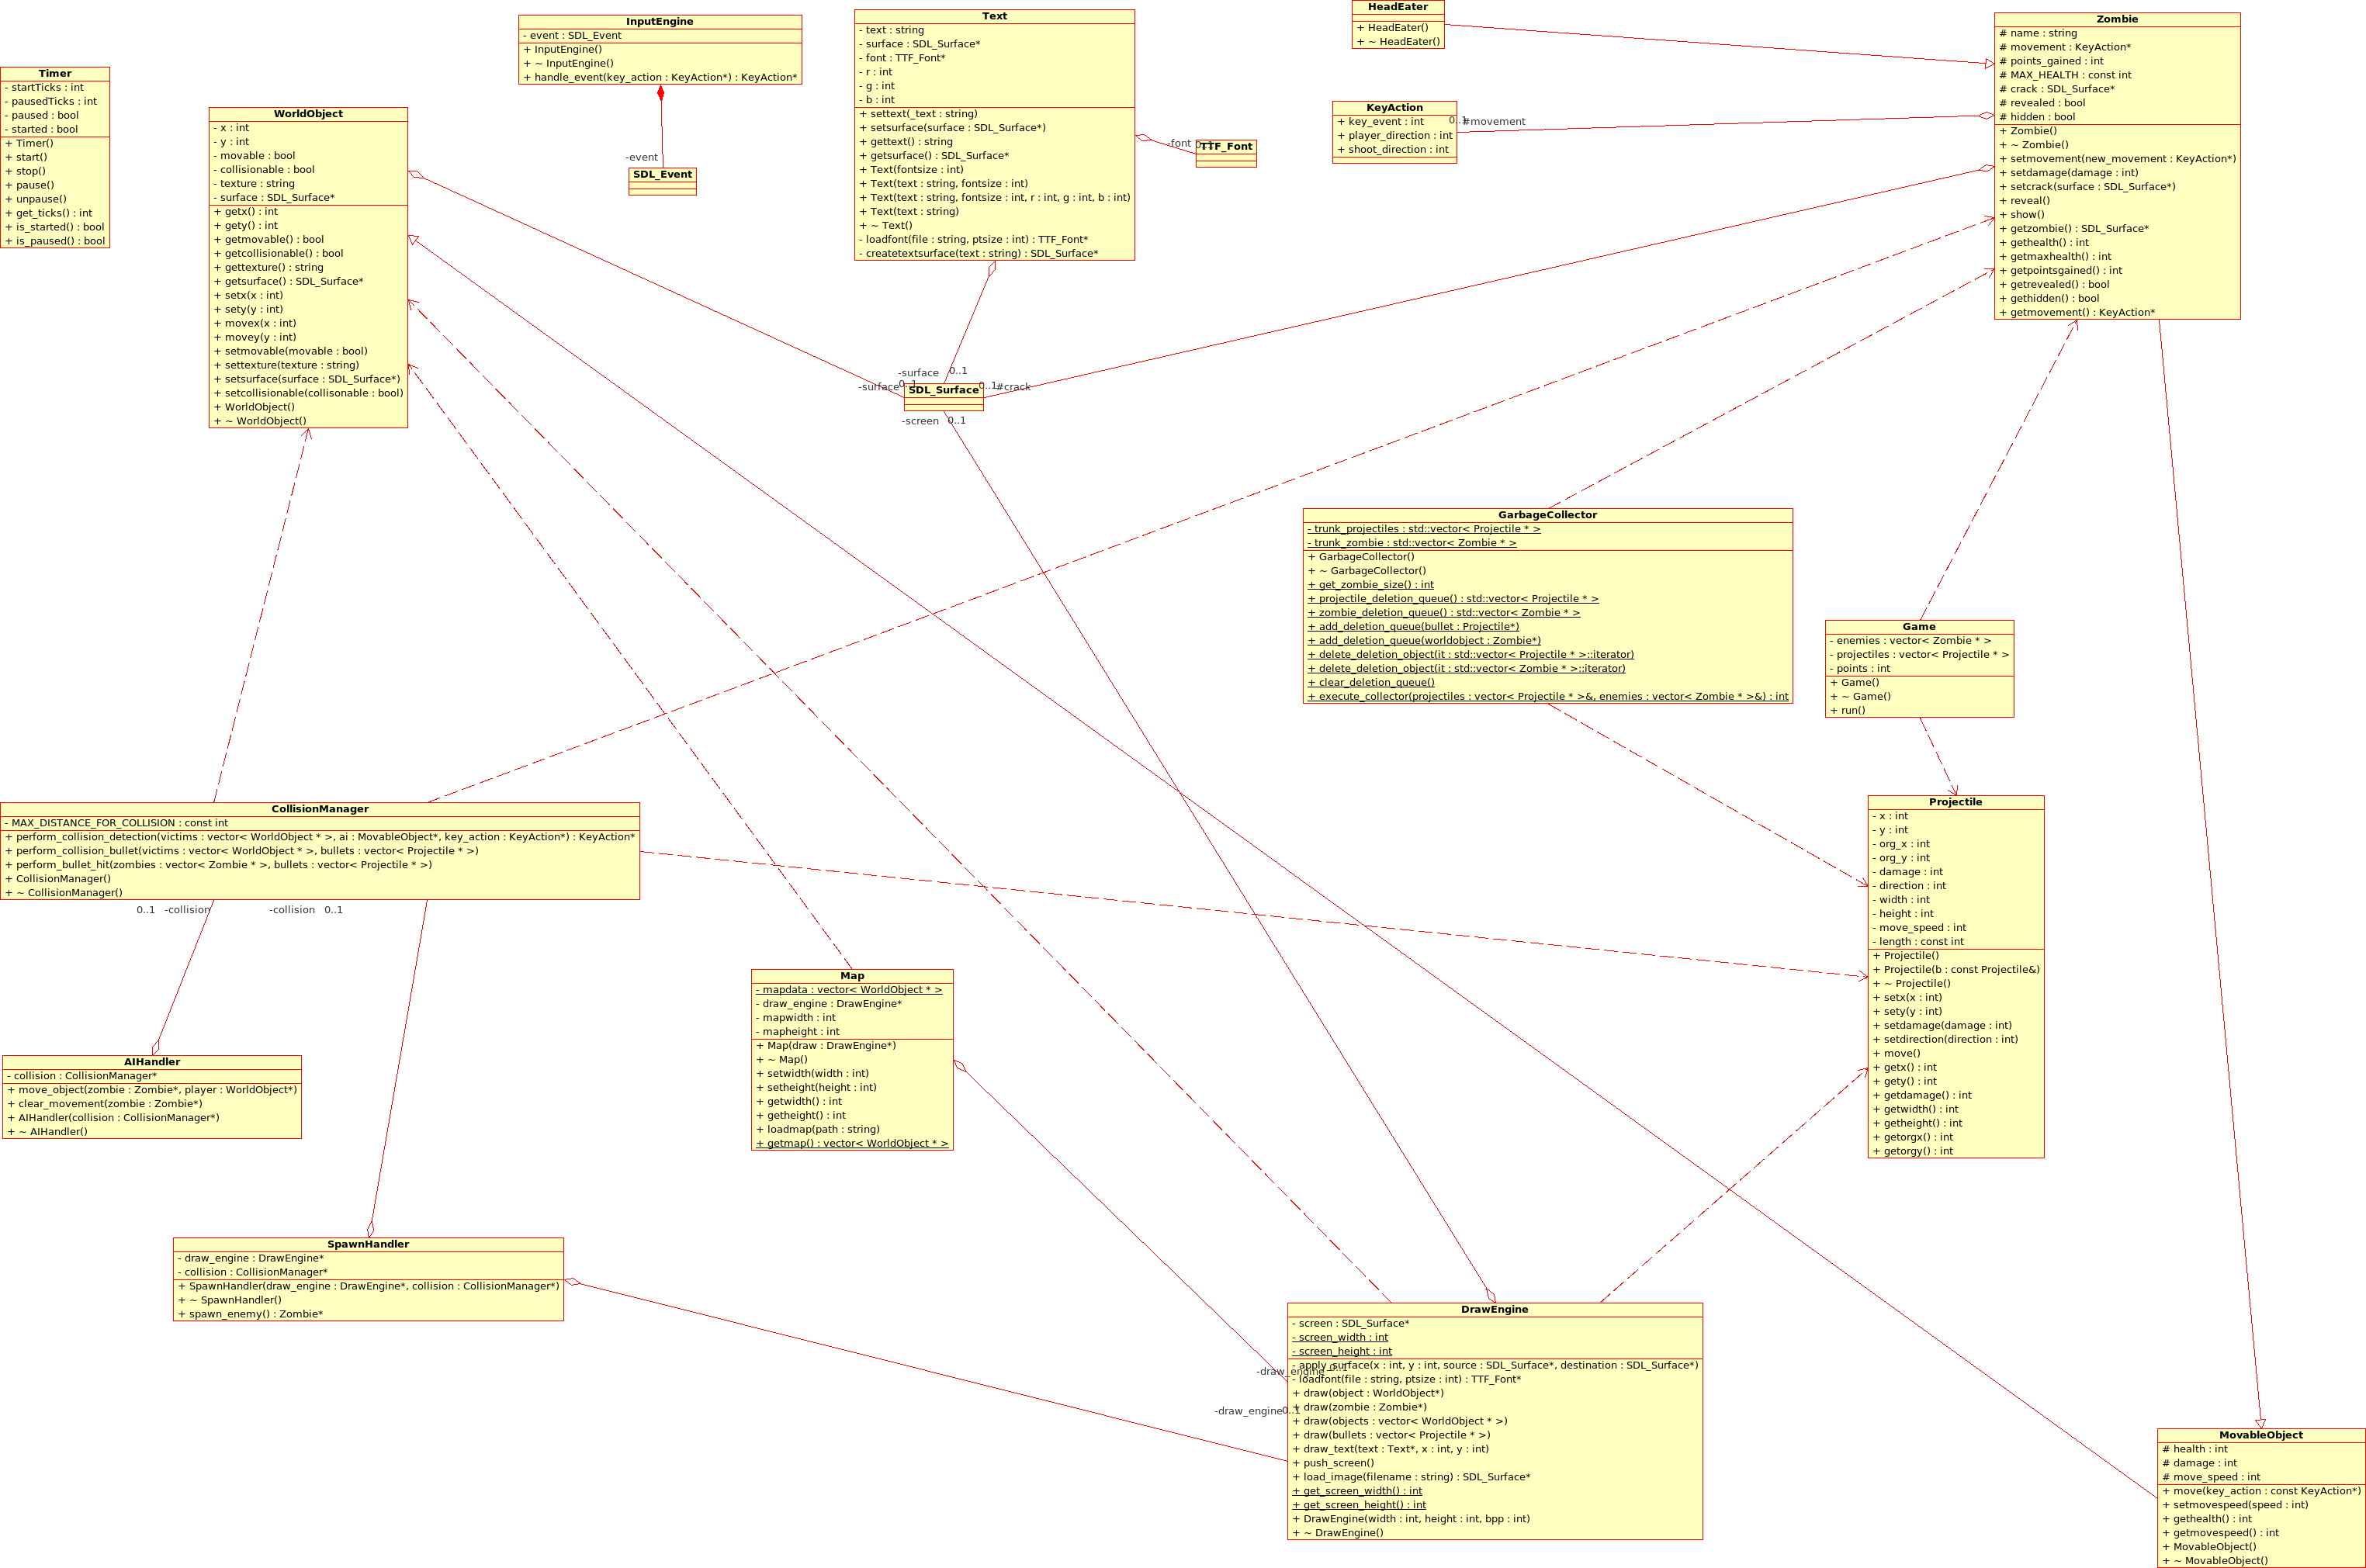 Timer
- startTicks : int
- pausedTicks : int
- paused : bool
- started : bool
+ Timer()
+ start()
+ stop()
+ pause()
+ unpause()
+ get_ticks() : int
+ is_started() : bool
+ is_paused() : bool
WorldObject
- x : int
- y : int
- movable : bool
- collisionable : bool
- texture : string
- surface : SDL_Surface*
+ getx() : int
+ gety() : int
+ getmovable() : bool
+ getcollisionable() : bool
+ gettexture() : string
+ getsurface() : SDL_Surface*
+ setx(x : int)
+ sety(y : int)
+ movex(x : int)
+ movey(y : int)
+ setmovable(movable : bool)
+ settexture(texture : string)
+ setsurface(surface : SDL_Surface*)
+ setcollisionable(collisonable : bool)
+ WorldObject()
+ ~ WorldObject()
InputEngine
- event : SDL_Event
+ InputEngine()
+ ~ InputEngine()
+ handle_event(key_action : KeyAction*) : KeyAction*
-event
SDL_Event
Text
- text : string
- surface : SDL_Surface*
- font : TTF_Font*
- r : int
- g : int
- b : int
+ settext(_text : string)
+ setsurface(surface : SDL_Surface*)
+ gettext() : string
+ getsurface() : SDL_Surface*
+ Text(fontsize : int)
+ Text(text : string, fontsize : int)
+ Text(text : string, fontsize : int, r : int, g : int, b : int)
+ Text(text : string)
+ ~ Text()
- loadfont(file : string, ptsize : int) : TTF_Font*
- createtextsurface(text : string) : SDL_Surface*
-font
TTF_Font
HeadEater
+ HeadEater()
+ ~ HeadEater()
KeyAction
+ key_event : int
+ player_direction : int
+ shoot_direction : int
0..1
#movement
Zombie
# name : string
# movement : KeyAction*
# points_gained : int
# MAX_HEALTH : const int
# crack : SDL_Surface*
# revealed : bool
# hidden : bool
+ Zombie()
+ ~ Zombie()
+ setmovement(new_movement : KeyAction*)
+ setdamage(damage : int)
+ setcrack(surface : SDL_Surface*)
+ reveal()
+ show()
+ getzombie() : SDL_Surface*
+ gethealth() : int
+ getmaxhealth() : int
+ getpointsgained() : int
+ getrevealed() : bool
+ gethidden() : bool
+ getmovement() : KeyAction*
-surface 0..1
-surface 0..1
0..1 #crack
SDL_Surface
-screen 0..1
GarbageCollector
- trunk_projectiles : std::vector< Projectile * >
- trunk_zombie : std::vector< Zombie * >
+ GarbageCollector()
+ ~ GarbageCollector()
+ get_zombie_size() : int
+ projectile_deletion_queue() : std::vector< Projectile * >
+ zombie_deletion_queue() : std::vector< Zombie * >
+ add_deletion_queue(bullet : Projectile*)
+ add_deletion_queue(worldobject : Zombie*)
+ delete_deletion_object(it : std::vector< Projectile * >::iterator)
+ delete_deletion_object(it : std::vector< Zombie * >::iterator)
+ clear_deletion_queue()
+ execute_collector(projectiles : vector< Projectile * >&, enemies : vector< Zombie * >&) : int
Game
- enemies : vector< Zombie * >
- projectiles : vector< Projectile * >
- points : int
+ Game()
+ ~ Game()
+ run()
Projectile
- x : int
- y : int
- org_x : int
- org_y : int
- damage : int
- direction : int
- width : int
- height : int
- move_speed : int
- length : const int
+ Projectile()
+ Projectile(b : const Projectile&)
+ ~ Projectile()
+ setx(x : int)
+ sety(y : int)
+ setdamage(damage : int)
+ setdirection(direction : int)
+ move()
+ getx() : int
+ gety() : int
+ getdamage() : int
+ getwidth() : int
+ getheight() : int
+ getorgx() : int
+ getorgy() : int
CollisionManager
- MAX_DISTANCE_FOR_COLLISION : const int
+ perform_collision_detection(victims : vector< WorldObject * >, ai : MovableObject*, key_action : KeyAction*) : KeyAction*
+ perform_collision_bullet(victims : vector< WorldObject * >, bullets : vector< Projectile * >)
+ perform_bullet_hit(zombies : vector< Zombie * >, bullets : vector< Projectile * >)
+ CollisionManager()
+ ~ CollisionManager()
0..1 -collision
-collision 0..1
AIHandler
- collision : CollisionManager*
+ move_object(zombie : Zombie*, player : WorldObject*)
+ clear_movement(zombie : Zombie*)
+ AIHandler(collision : CollisionManager*)
+ ~ AIHandler()
Map
- mapdata : vector< WorldObject * >
- draw_engine : DrawEngine*
- mapwidth : int
- mapheight : int
+ Map(draw : DrawEngine*)
+ ~ Map()
+ setwidth(width : int)
+ setheight(height : int)
+ getwidth() : int
+ getheight() : int
+ loadmap(path : string)
+ getmap() : vector< WorldObject * >
SpawnHandler
- draw_engine : DrawEngine*
- collision : CollisionManager*
+ SpawnHandler(draw_engine : DrawEngine*, collision : CollisionManager*)
+ ~ SpawnHandler()
+ spawn_enemy() : Zombie*
DrawEngine
- screen : SDL_Surface*
- screen_width : int
- screen_height : int
- apply_surface(x : int, y : int, source : SDL_Surface*, destination : SDL_Surface*)
-draw_engine 0..1
- loadfont(file : string, ptsize : int) : TTF_Font*
+ draw(object : WorldObject*)
+ draw(zombie : Zombie*)
-draw_engine 0..1
+ draw(objects : vector< WorldObject * >)
+ draw(bullets : vector< Projectile * >)
+ draw_text(text : Text*, x : int, y : int)
+ push_screen()
+ load_image(filename : string) : SDL_Surface*
+ get_screen_width() : int
+ get_screen_height() : int
+ DrawEngine(width : int, height : int, bpp : int)
+ ~ DrawEngine()
MovableObject
# health : int
# damage : int
# move_speed : int
+ move(key_action : const KeyAction*)
+ setmovespeed(speed : int)
+ gethealth() : int
+ getmovespeed() : int
+ MovableObject()
+ ~ MovableObject()